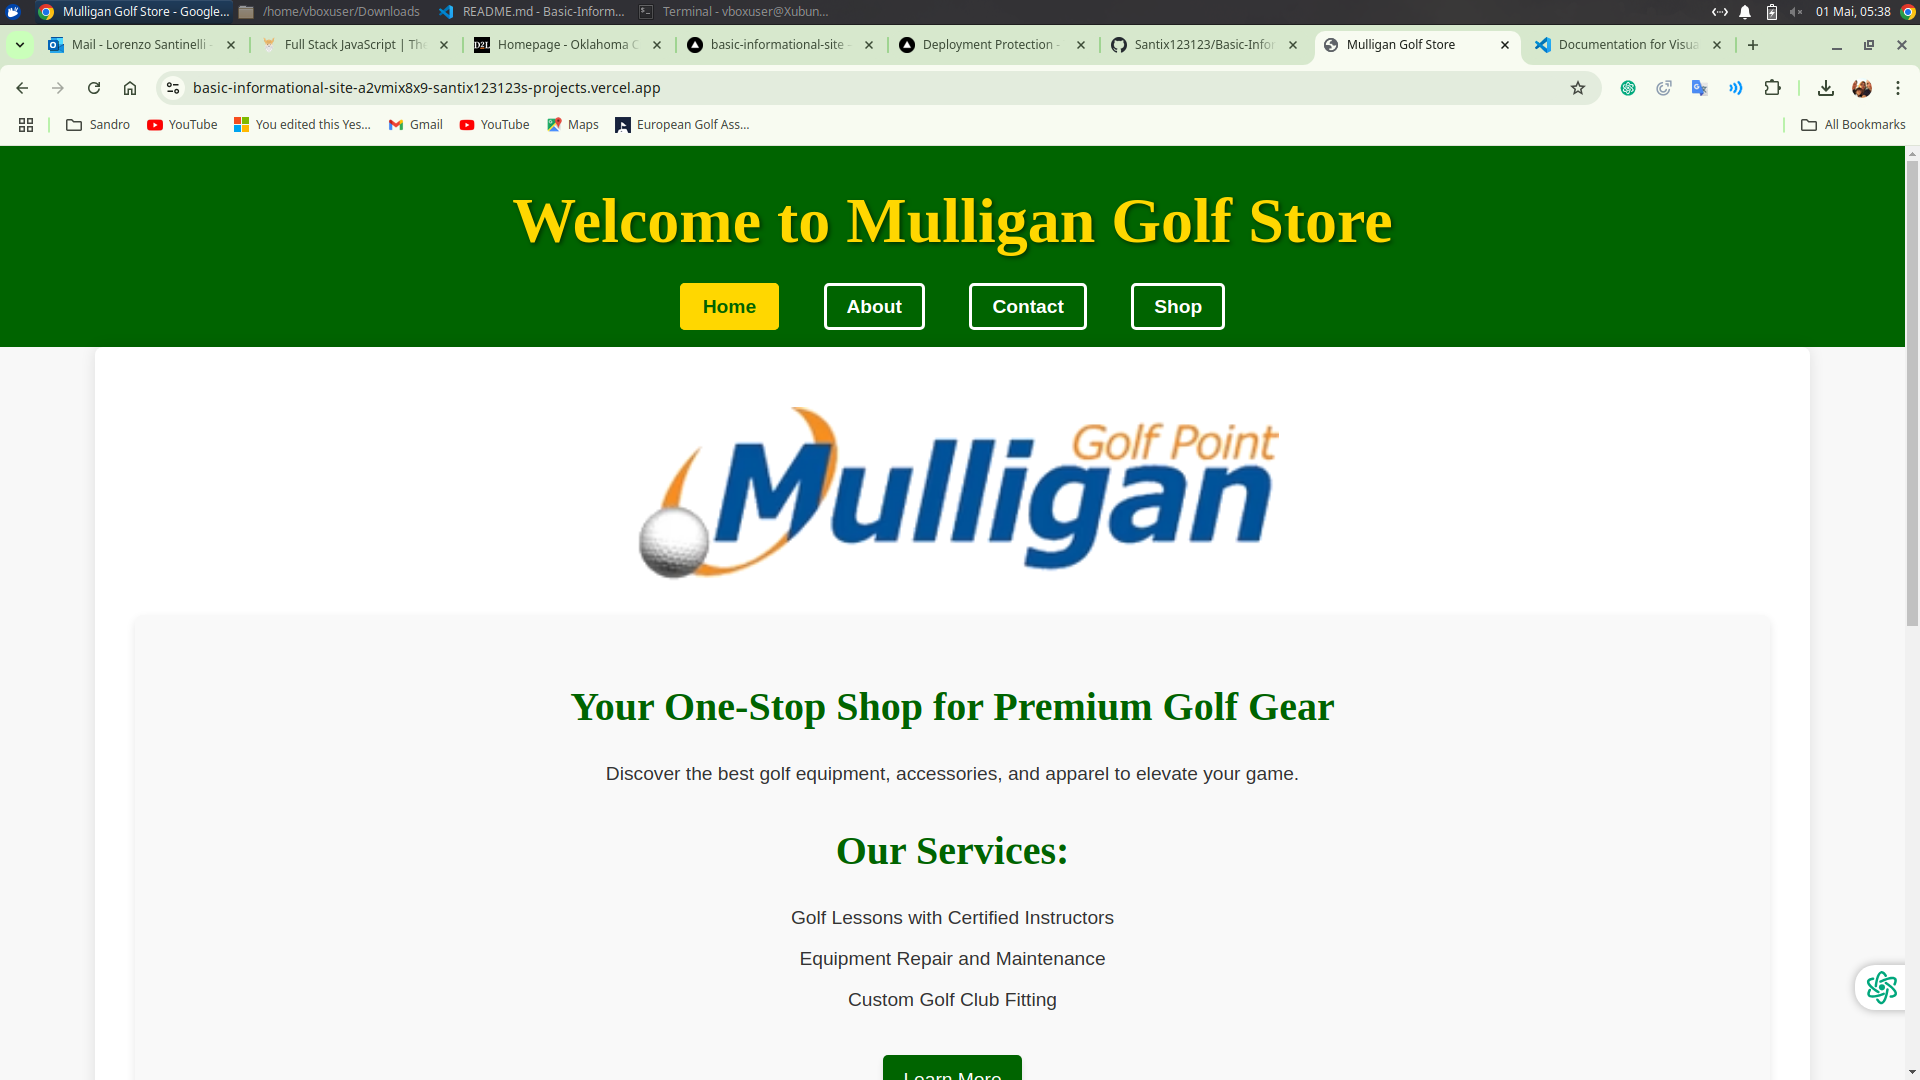 Mulligan Golf Store - Google...
/home/vboxuser/Downloads
README.md - Basic-Inform...
Terminal - vboxuser@Xubun...
01 Mai, 05:38
Mail - Lorenzo Santinelli -
Full Stack JavaScript | The
D2L
Homepage - Oklahoma C
basic-informational-site -
Deployment Protection -
Santix123123/Basic-Infor
Mulligan Golf Store
Documentation for Visua
basic-informational-site-a2vmix8x9-santix123123s-projects.vercel.app
Sandro
YouTube
You edited this Yes...
Gmail
YouTube
Maps
European Golf Ass...
All Bookmarks
Welcome to Mulligan Golf Store
Home
About
Contact
Shop
Golf Point
Mulligan
Your One-Stop Shop for Premium Golf Gear
Discover the best golf equipment, accessories, and apparel to elevate your game.
Our Services:
Golf Lessons with Certified Instructors
Equipment Repair and Maintenance
Custom Golf Club Fitting
Learn More